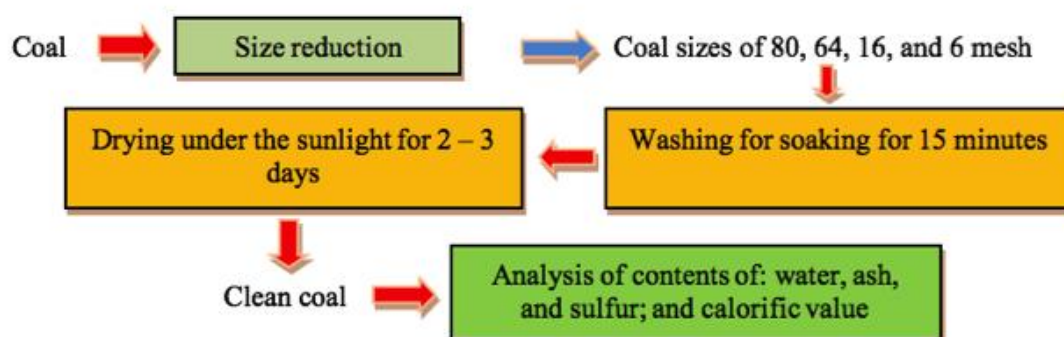 Coal
Size reduction
Coal sizes of 80, 64, 16, and 6 mesh
Washing for soaking for 15 minutes
Drying under the sunlight for 2 – 3
days
Clean coal
Analysis of contents of: water, ash,
and sulfur; and calorific value